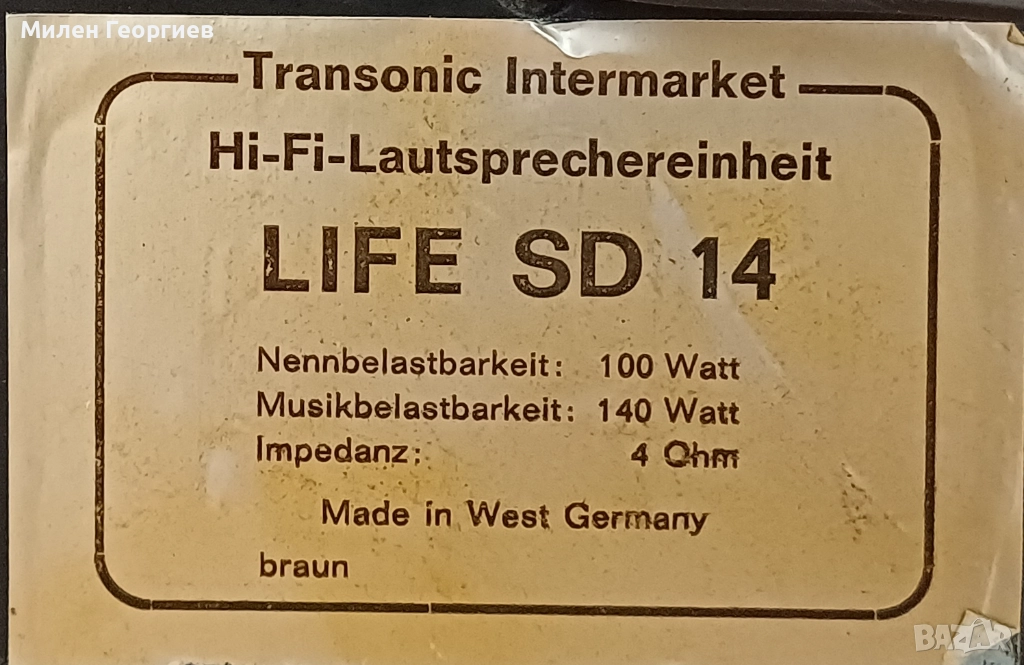 Милен Георгиев
Transonic Intermarket
Hi-Fi-Lautsprechereinheit
LIFE SD 14
Nennbelastbarkeit: 100 Watt
Musikbelastbarkeit: 140 Watt
Impedanz: 4 Ohm
Made in West Germany
braun
BAZAR